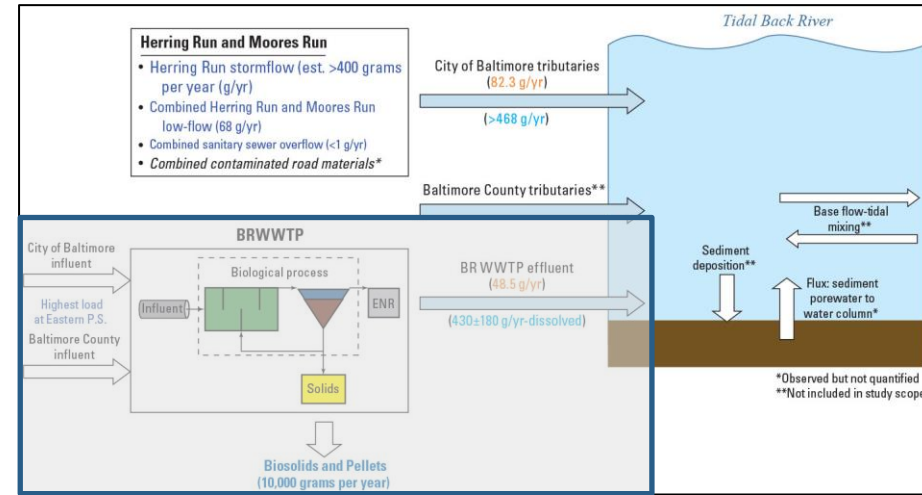 Tidal Back River
Herring Run and Moores Run
• Herring Run stormflow (est. >400 grams
per year (g/yr)
• Combined Herring Run and Moores Run
low-flow (68 g/yr)
• Combined sanitary sewer overflow (<1 g/yr)
• Combined contaminated road materials*
City of Baltimore tributaries
(82.3 g/yr)
(>468 g/yr)
Baltimore County tributaries**
BRWWTP
City of Baltimore
influent
Highest load
at Eastern P.S.
Baltimore County
influent
Biological process
Influent
ENR
Solids
Biosolids and Pellets
(10,000 grams per year)
BR WWTP effluent
(48.5 g/yr)
(430±180 g/yr-dissolved)
Base flow-tidal
mixing**
Sediment
deposition**
Flux: sediment
porewater to
water column*
*Observed but not quantified
**Not included in study scope